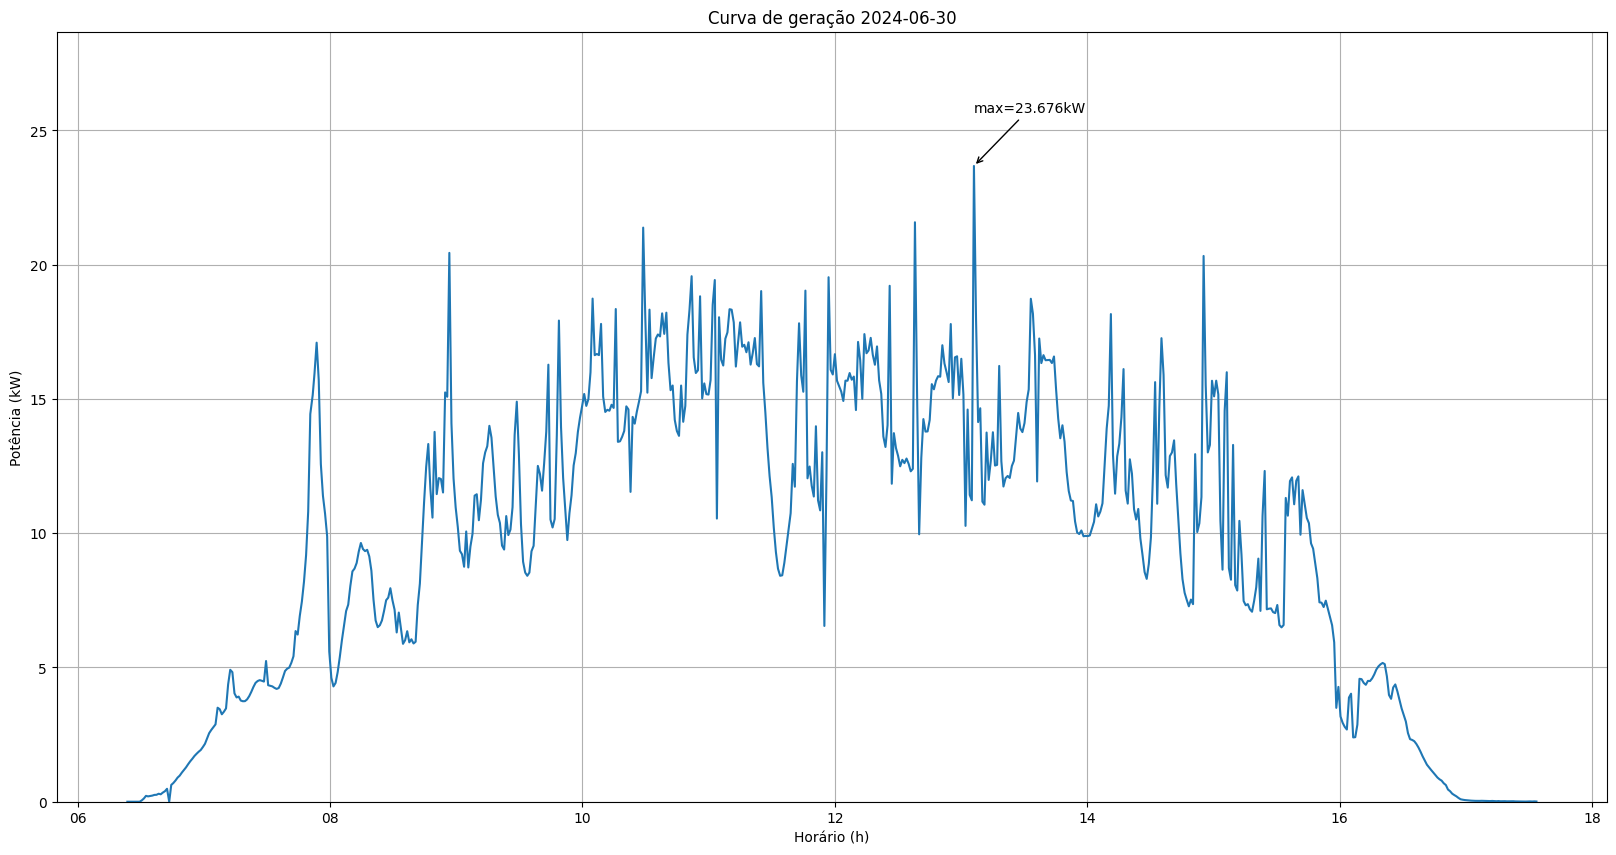 Curva de geração 2024-06-30
max=23.676kW
Potência (kW)
25
20
15
10
5
0
06 08 10 12 14 16 18
Horário (h)